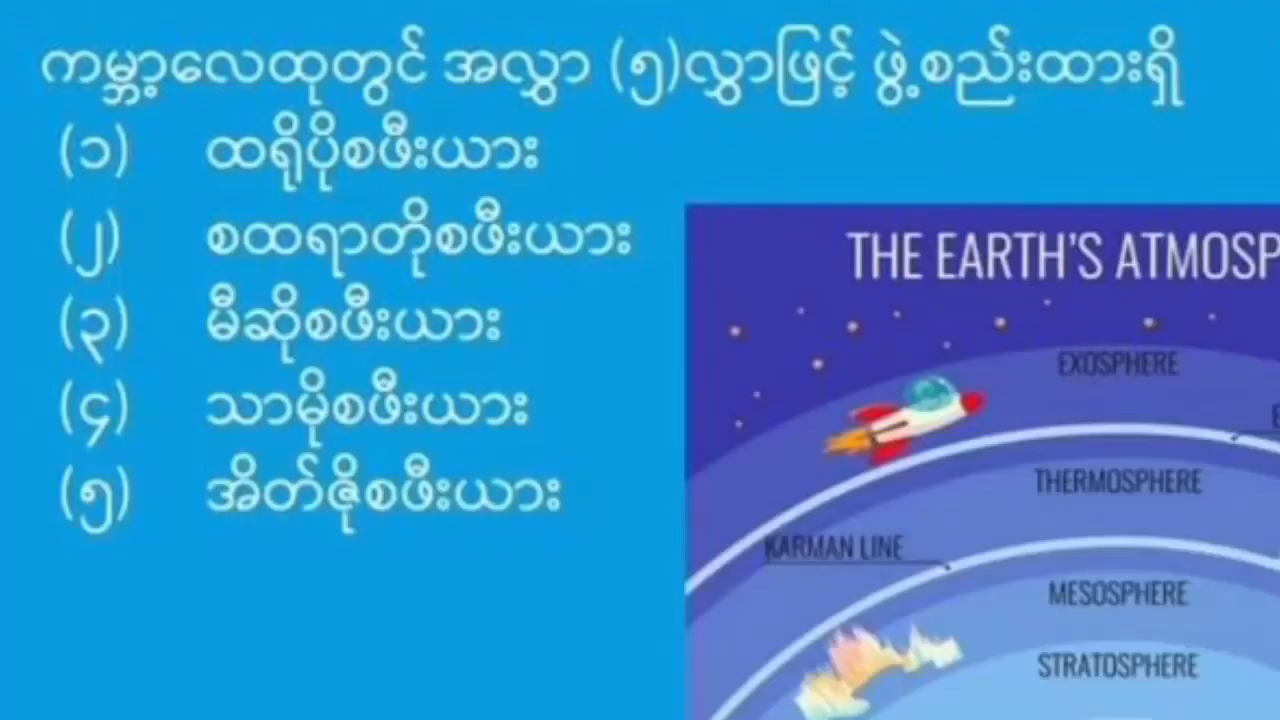 ကမ္ဘာ့လေထုတွင် အလွှာ (၅)လွှာဖြင့် ဖွဲ့စည်းထားရှိ
(၁) ထရိုပိုစဖီးယား
(၂) စထရာတိုစဖီးယား
(၃) မီဆိုစဖီးယား
(၄) သာမိုစဖီးယား
(၅) အိတ်ဇိုစဖီးယား
THE EARTH'S ATMOSP
EXOSPHERE
THERMOSPHERE
KARMAN LINE
MESOSPHERE
STRATOSPHERE